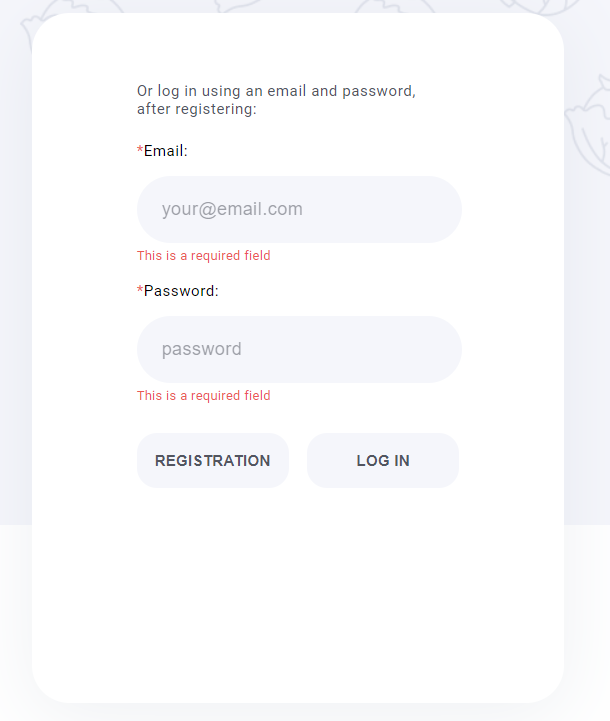 Or log in using an email and password,
after registering:
*Email:
your@email.com
This is a required field
*Password:
password
This is a required field
REGISTRATION
LOG IN